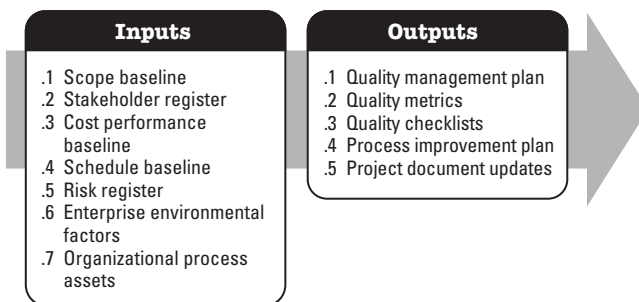 Inputs
.1 Scope baseline
.2 Stakeholder register
.3 Cost performance
baseline
.4 Schedule baseline
.5 Risk register
.6 Enterprise environmental
factors
.7 Organizational process
assets
Outputs
.1 Quality management plan
.2 Quality metrics
.3 Quality checklists
.4 Process improvement plan
.5 Project document updates